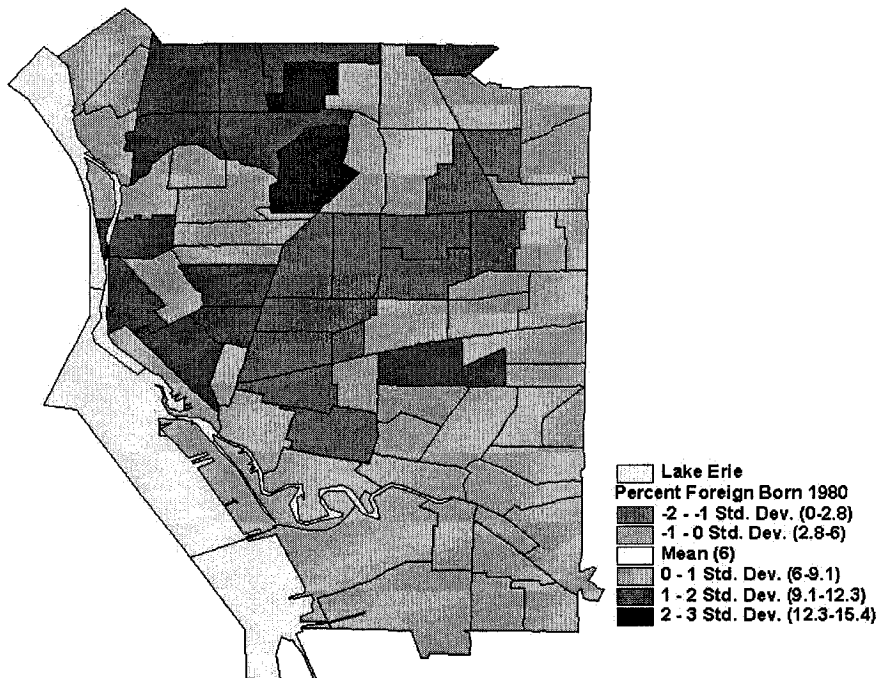 Lake Erie
Percent Foreign Born 1980
-2 - -1 Std. Dev. (0-2.8)
-1 - 0 Std. Dev. (2.8-6)
Mean (6)
0 - 1 Std. Dev. (6-9.1)
1 - 2 Std. Dev. (9.1-12.3)
2 - 3 Std. Dev. (12.3-15.4)